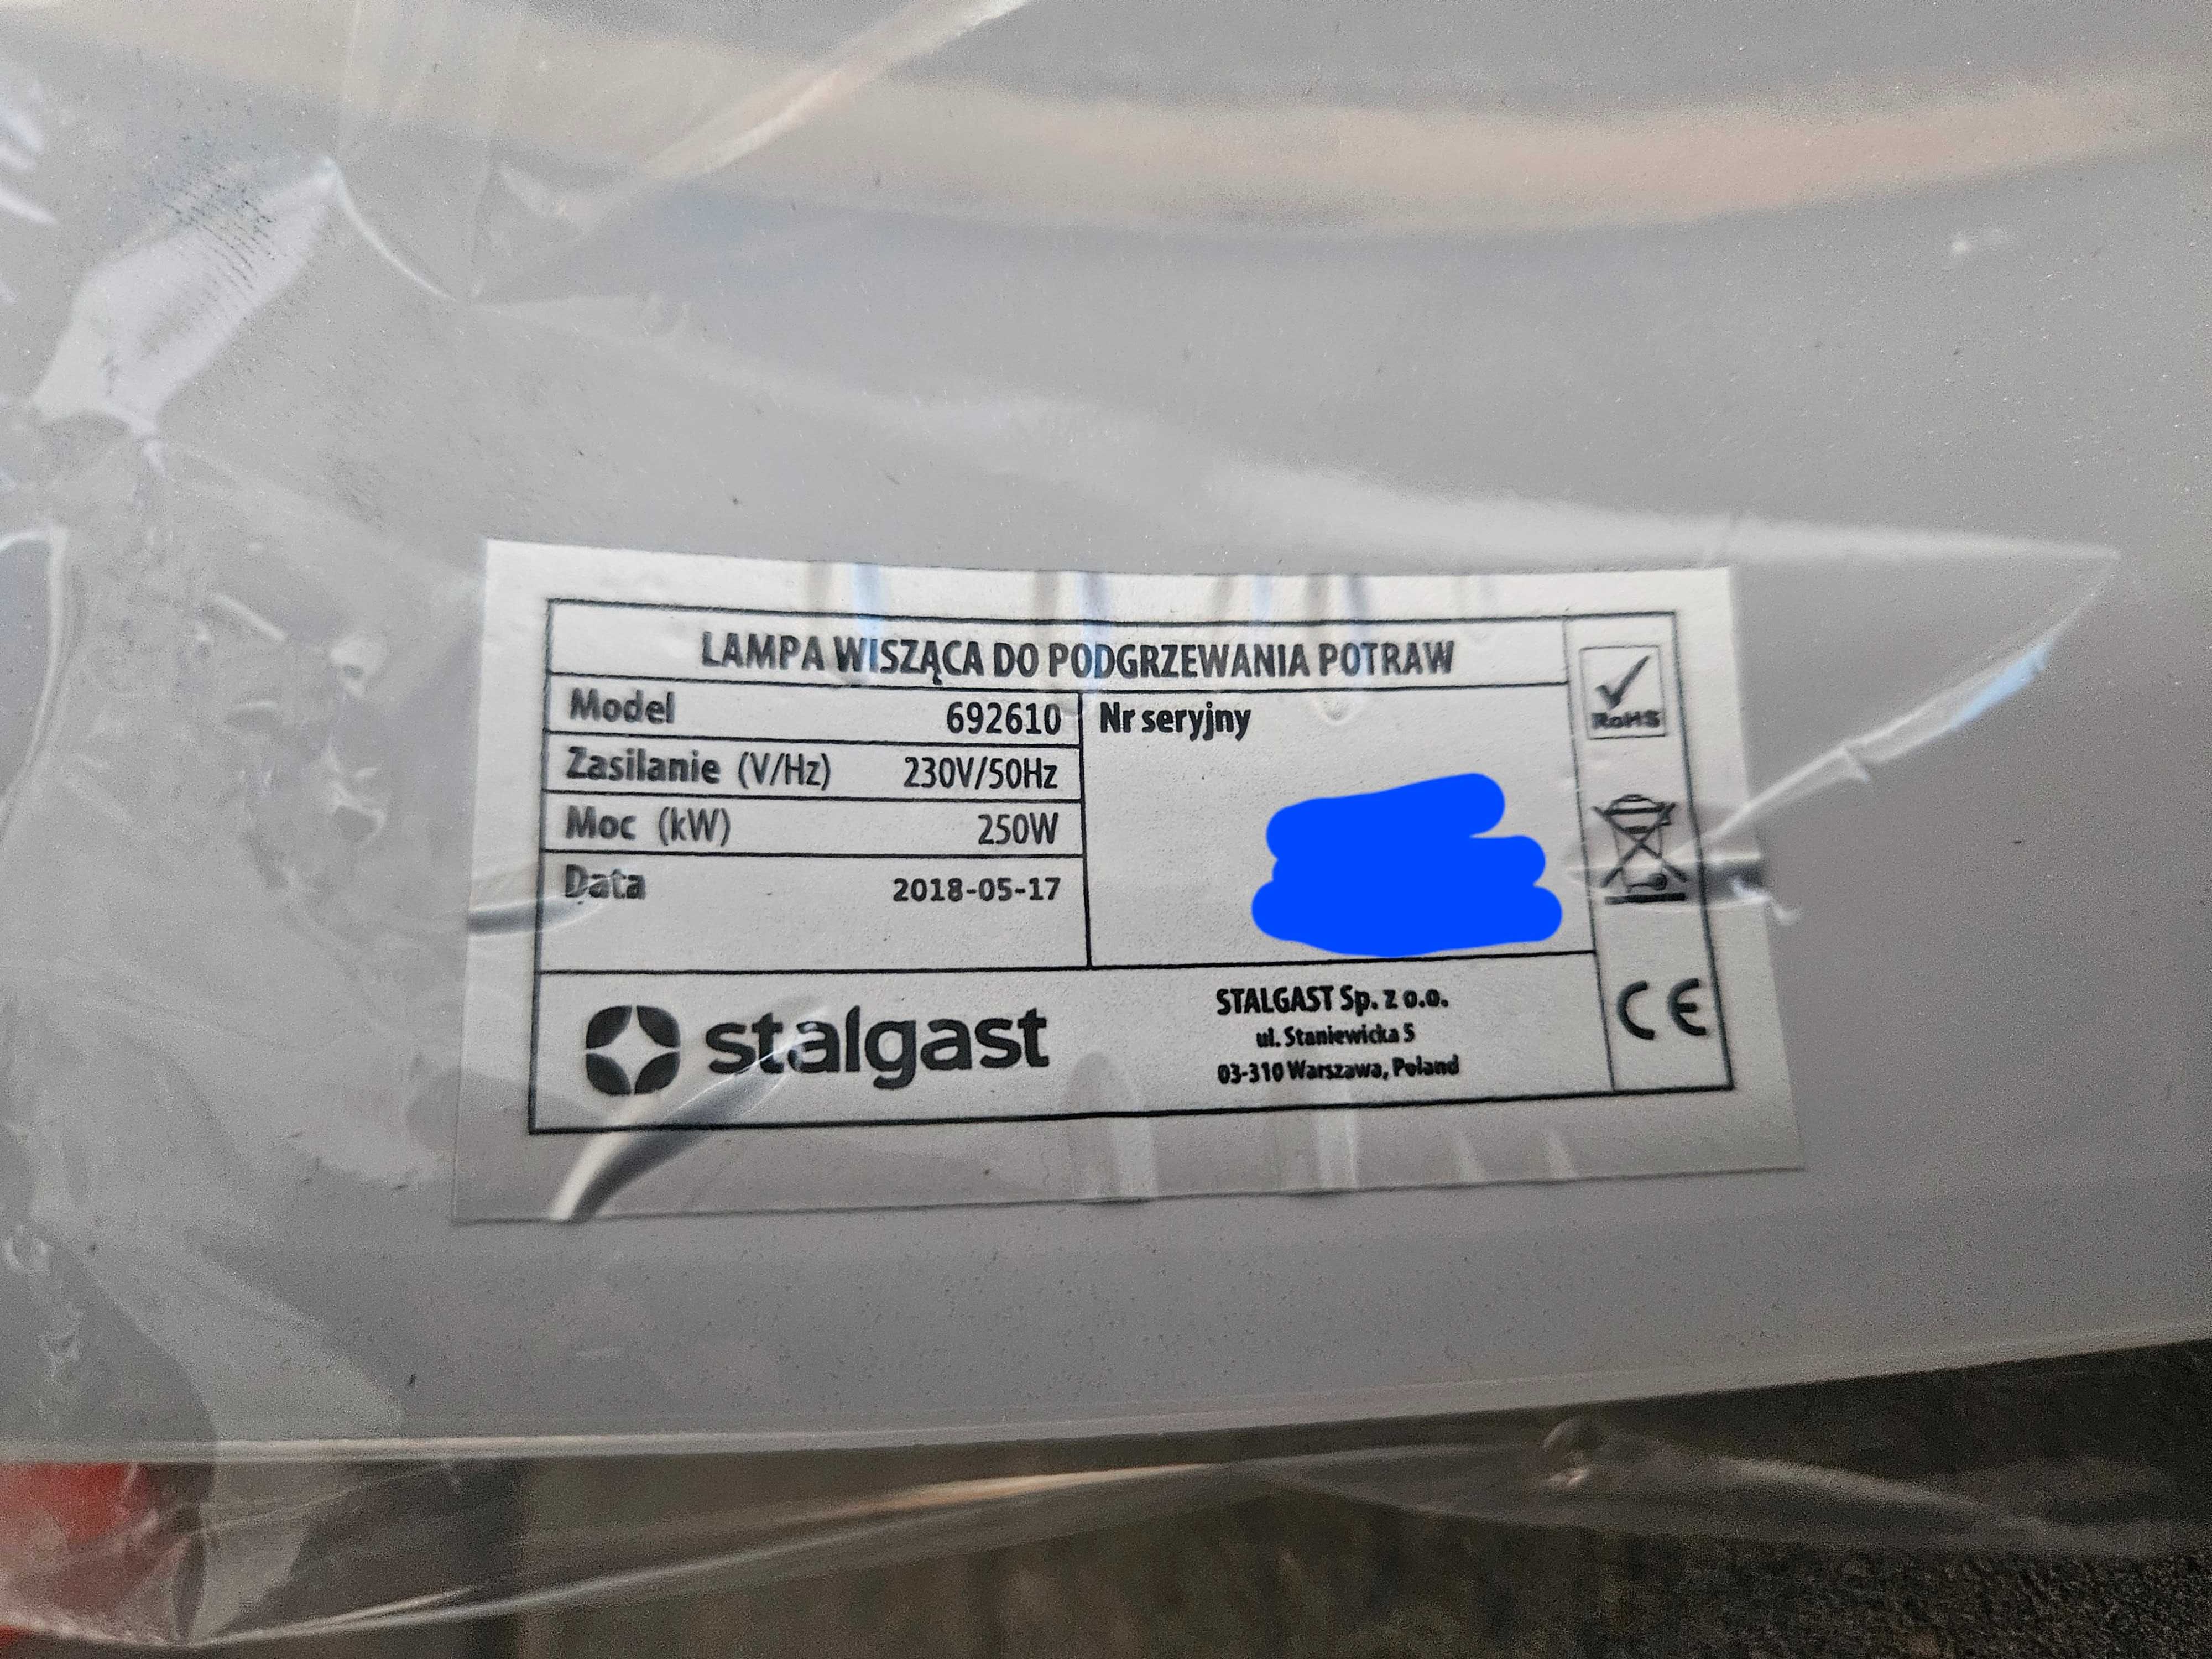 LAMPA WISZĄCA DO PODGRZEWANIA POTRAW
Model 692610
Nr seryjny
Zasilanie (V/Hz) 230V/50Hz
Moc (kW) 250W
Data 2018-05-17
RoHS
CE
stalgast
STALGAST Sp. z o.o.
ul. Staniewicka 5
03-310 Warszawa, Poland